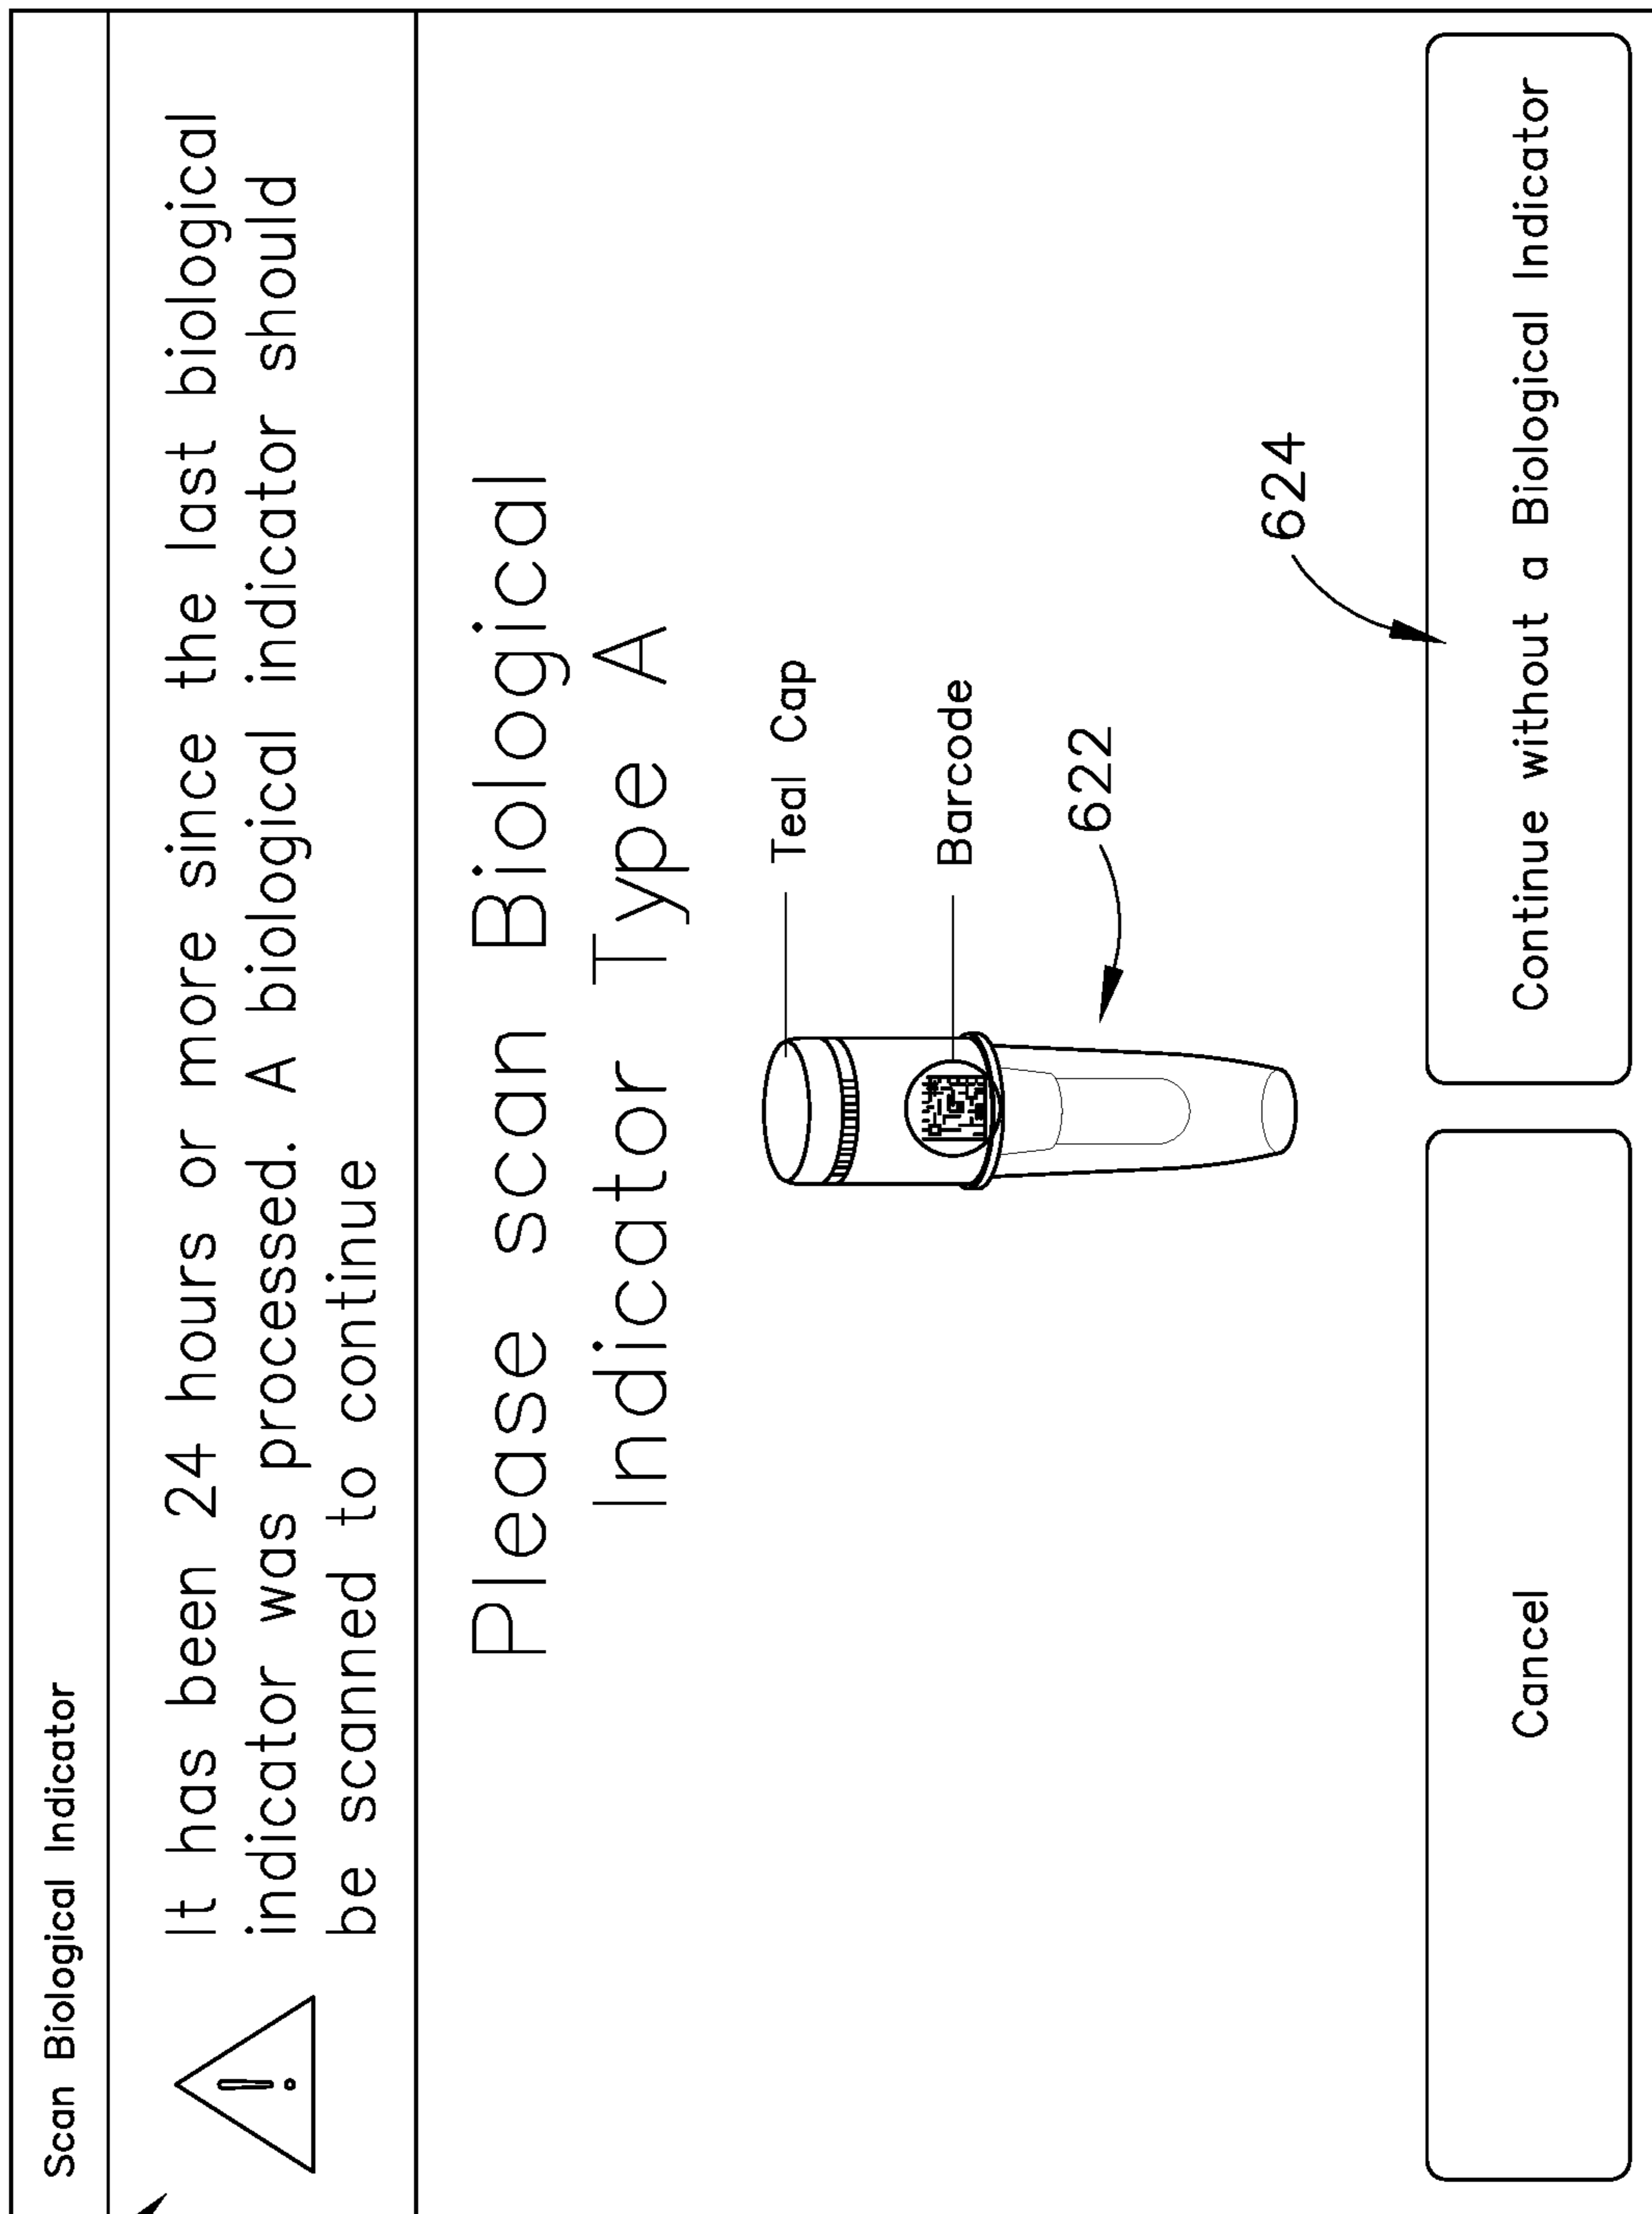 Scan Biological Indicator
It has been 24 hours or more since the last biological
indicator was processed. A biological indicator should
be scanned to continue
Please scan Biological
Indicator Type A
Teal Cap
Barcode
622
624
Cancel
Continue without a Biological Indicator